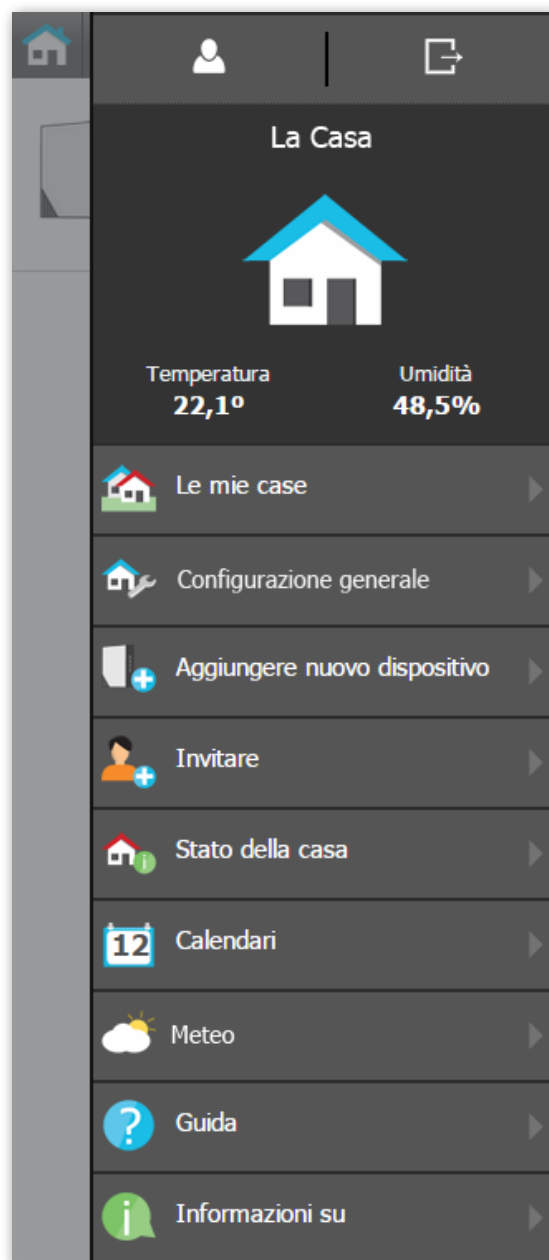 La Casa
Temperatura Umidità
22,1º 48,5%
Le mie case
Configurazione generale
Aggiungere nuovo dispositivo
Invitare
Stato della casa
12 Calendari
Meteo
? Guida
i Informazioni su